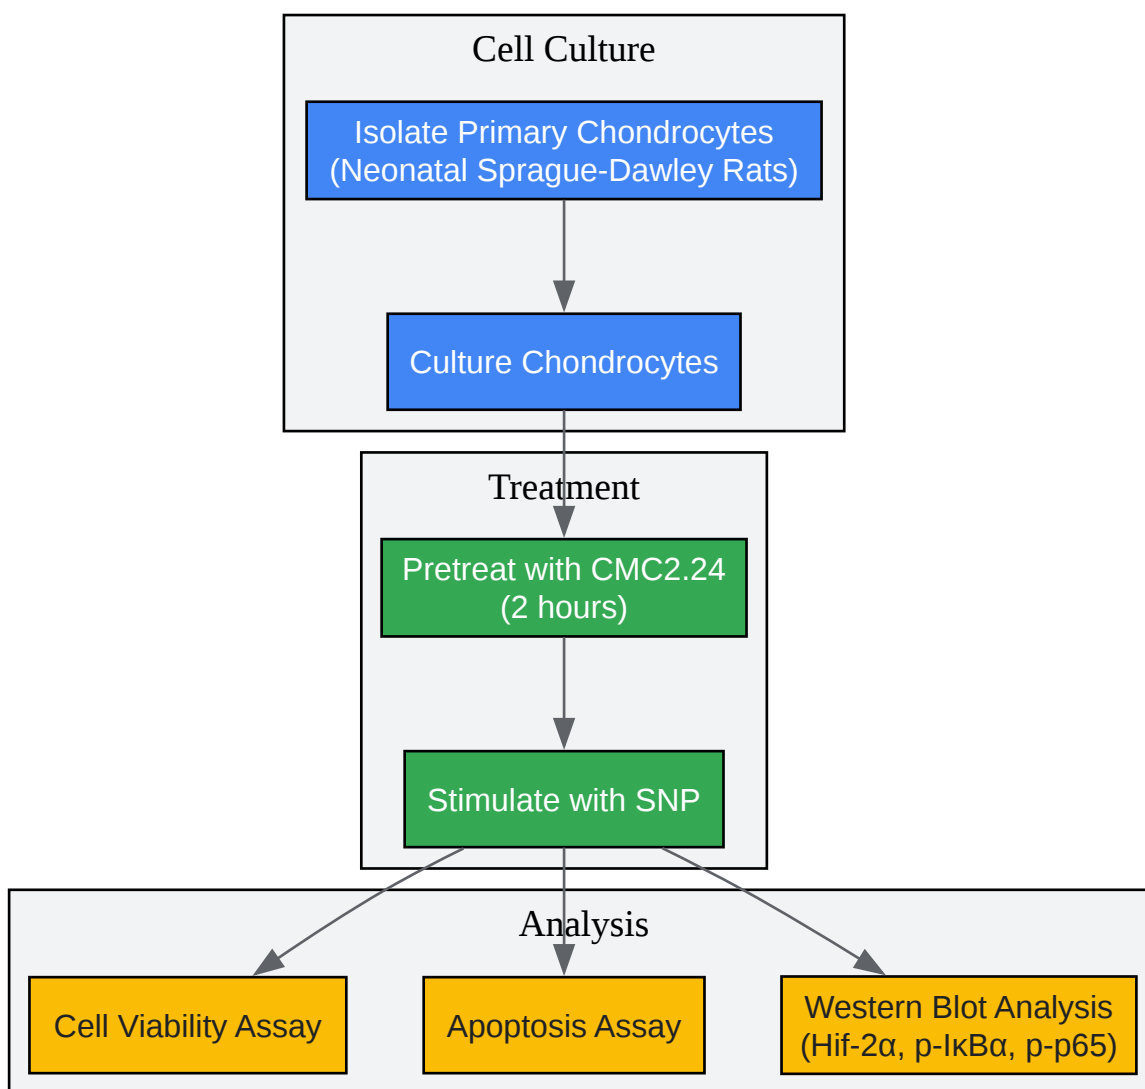 Cell Culture
Isolate Primary Chondrocytes
(Neonatal Sprague-Dawley Rats)
Culture Chondrocytes
Treatment
Pretreat with CMC2.24
(2 hours)
Stimulate with SNP
Analysis
Cell Viability Assay
Apoptosis Assay
Western Blot Analysis
(Hif-2α, p-IκBα, p-p65)